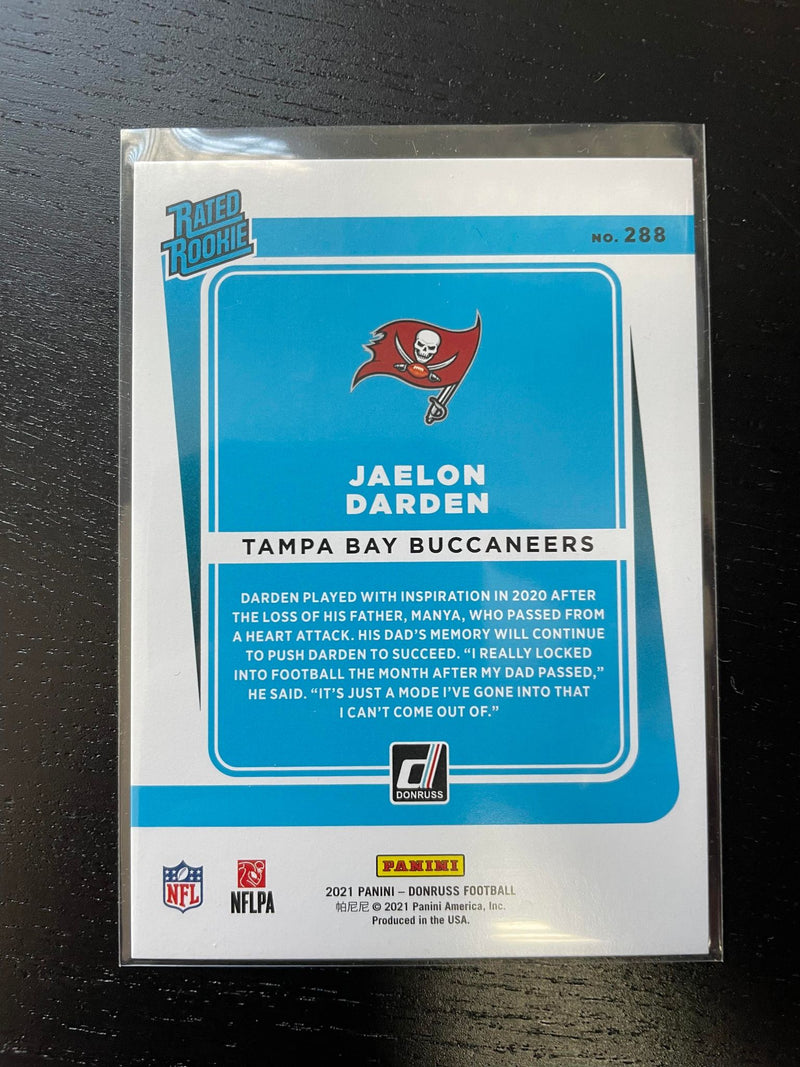 RATED
ROOKIE
NO. 288
JAELON
DARDEN
TAMPA BAY BUCCANEERS
DARDEN PLAYED WITH INSPIRATION IN 2020 AFTER
THE LOSS OF HIS FATHER, MANYA, WHO PASSED FROM
A HEART ATTACK. HIS DAD'S MEMORY WILL CONTINUE
TO PUSH DARDEN TO SUCCEED. “I REALLY LOCKED
INTO FOOTBALL THE MONTH AFTER MY DAD PASSED,”
HE SAID. “IT'S JUST A MODE I'VE GONE INTO THAT
I CAN'T COME OUT OF.”
DONRUSS
NFL
NFLPA
PANINI
2021 PANINI – DONRUSS FOOTBALL
帕尼尼 © 2021 Panini America, Inc.
Produced in the USA.